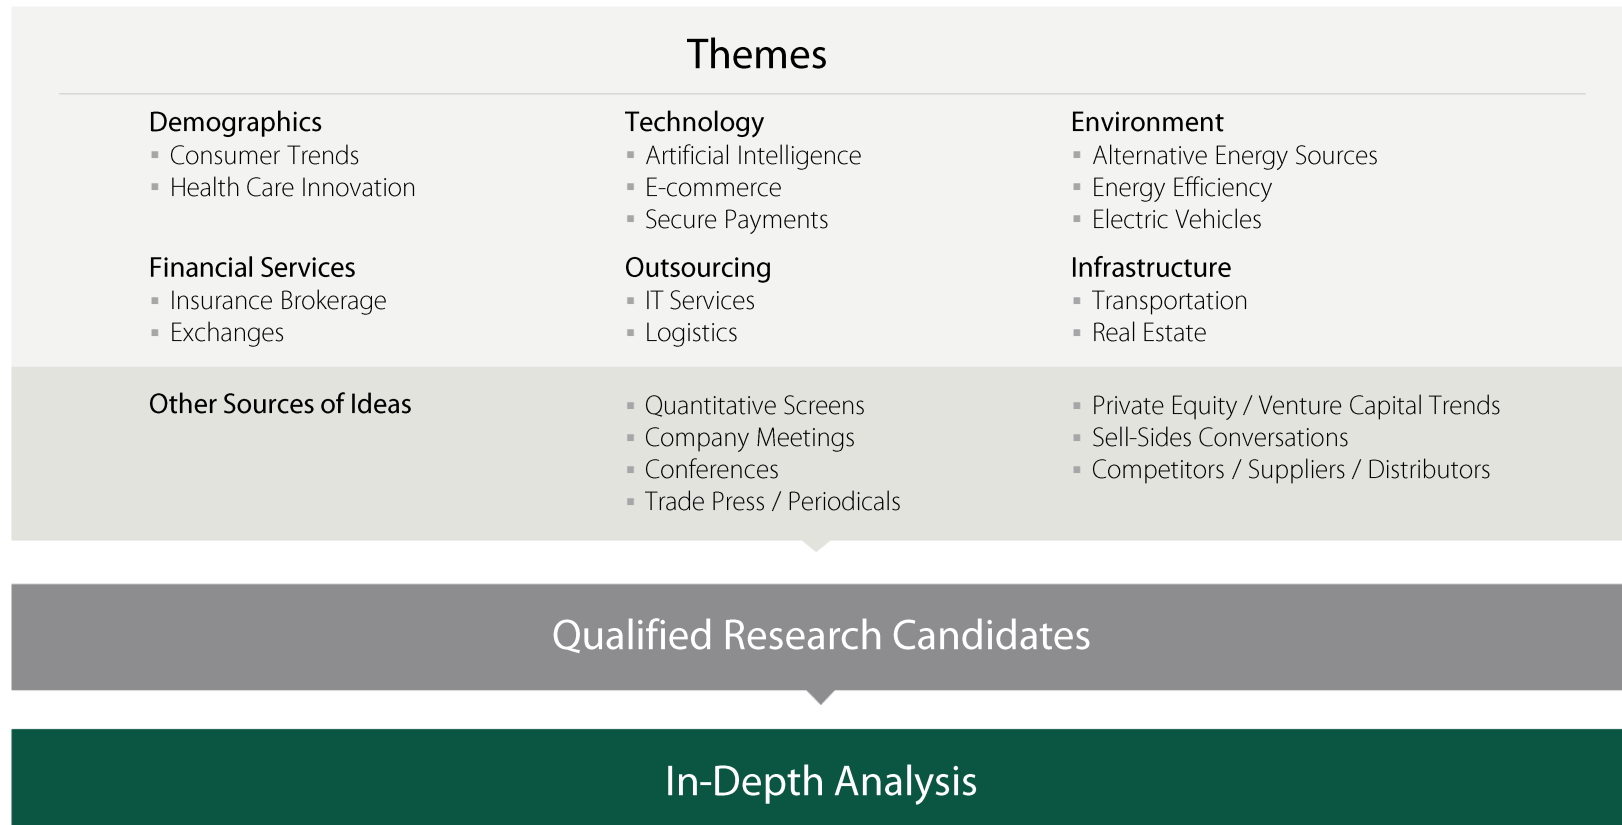 Themes
Demographics
Consumer Trends
Health Care Innovation
Technology
Artificial Intelligence
E-commerce
Secure Payments
Environment
Alternative Energy Sources
Energy Efficiency
Electric Vehicles
Financial Services
Insurance Brokerage
Exchanges
Outsourcing
IT Services
Logistics
Infrastructure
Transportation
Real Estate
Other Sources of Ideas
Quantitative Screens
Company Meetings
Conferences
Trade Press / Periodicals
Private Equity / Venture Capital Trends
Sell-Sides Conversations
Competitors / Suppliers / Distributors
Qualified Research Candidates
In-Depth Analysis